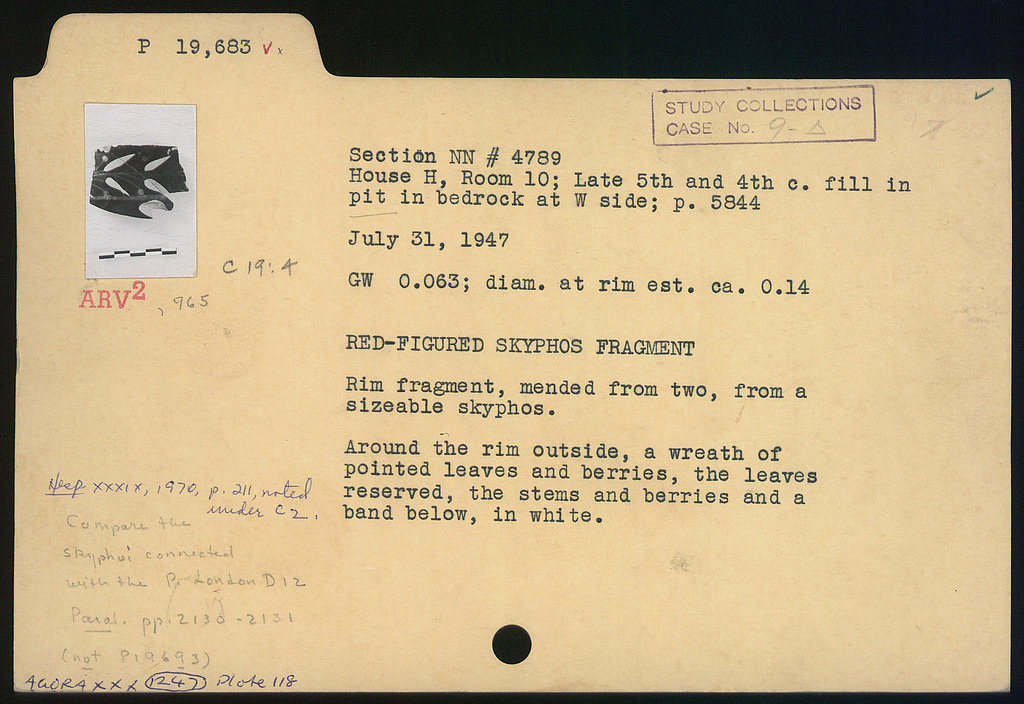 P 19,683 v x
STUDY COLLECTIONS
CASE No. 9-Δ
7
Section NN # 4789
House H, Room 10; Late 5th and 4th c. fill in
pit in bedrock at W side; p. 5844
July 31, 1947
C 19:4
GW 0.063; diam. at rim est. ca. 0.14
ARV2, 965
RED-FIGURED SKYPHOS FRAGMENT
Rim fragment, mended from two, from a
sizeable skyphos.
Around the rim outside, a wreath of
pointed leaves and berries, the leaves
reserved, the stems and berries and a
band below, in white.
Hesp XXXIX, 1970, p. 211, noted
under C2.
Compare the
skyphoi connected
with the P. London D12
Paral. pp. 2130-2131
(not P19693)
AGORA XXX 1247 Plate 118